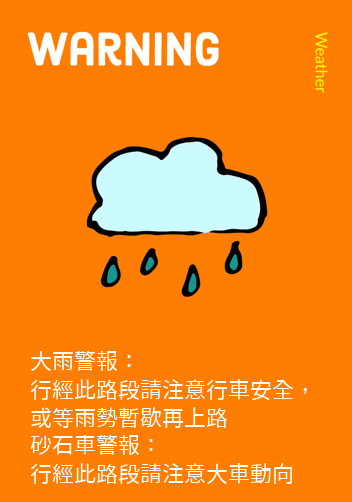 WARNING
Weather
大雨警報：
行經此路段請注意行車安全，
或等雨勢暫歇再上路
砂石車警報：
行經此路段請注意大車動向